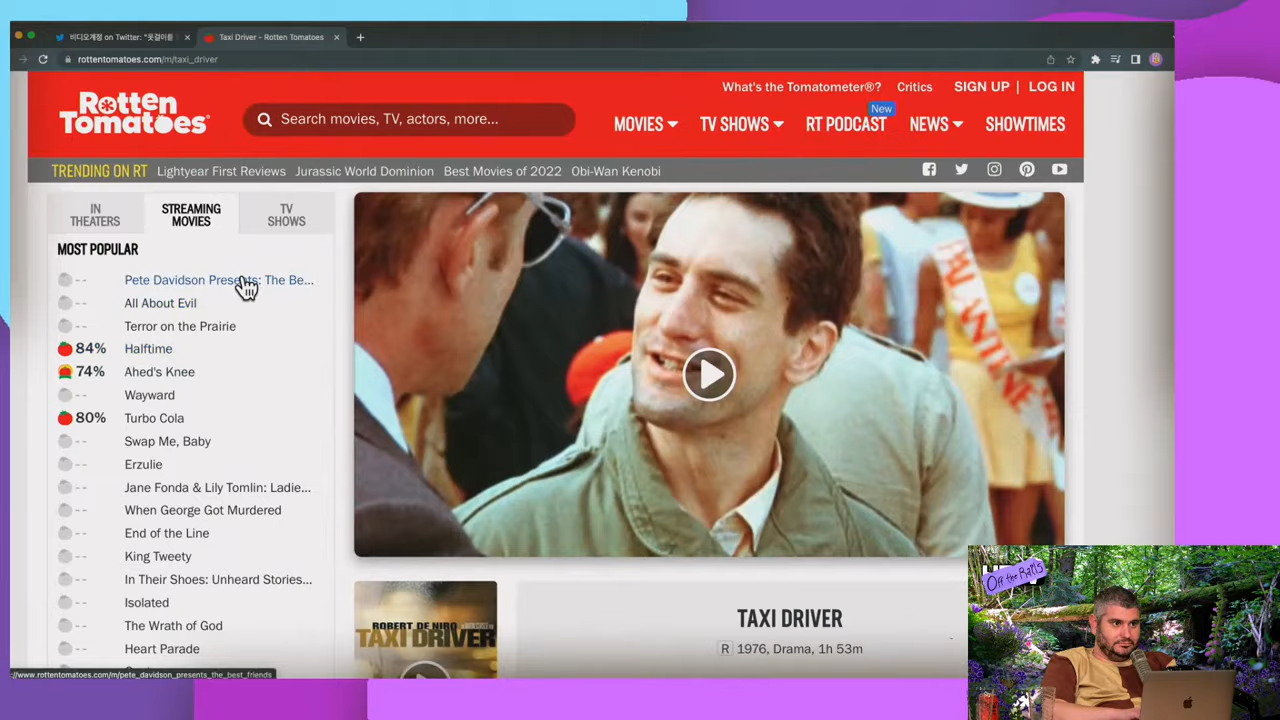 비디오계정 on Twitter: "옷걸이를
Taxi Driver - Rotten Tomatoes
rottentomatoes.com/m/taxi_driver
What's the Tomatometer®?
Critics
SIGN UP | LOG IN
Rotten
Tomatoes
Search movies, TV, actors, more...
New
MOVIES
TV SHOWS
RT PODCAST
NEWS
SHOWTIMES
TRENDING ON RT
Lightyear First Reviews
Jurassic World Dominion
Best Movies of 2022
Obi-Wan Kenobi
IN
THEATERS
STREAMING
MOVIES
TV
SHOWS
MOST POPULAR
-- Pete Davidson Presents: The Be...
-- All About Evil
-- Terror on the Prairie
84% Halftime
74% Ahed's Knee
-- Wayward
80% Turbo Cola
-- Swap Me, Baby
-- Erzulie
-- Jane Fonda & Lily Tomlin: Ladie...
-- When George Got Murdered
-- End of the Line
-- King Tweety
-- In Their Shoes: Unheard Stories...
-- Isolated
-- The Wrath of God
-- Heart Parade
ROBERT DE NIRO
TAXI DRIVER
TAXI DRIVER
R 1976, Drama, 1h 53m
://www.rottentomatoes.com/m/pete_davidson_presents_the_best_friends
Off the Rails